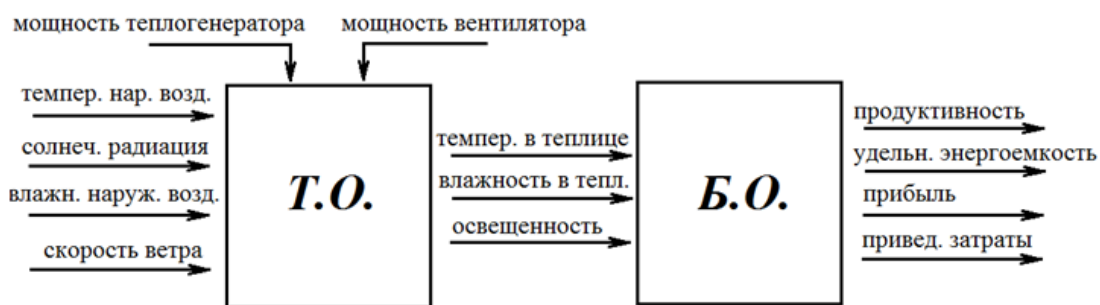 мощность теплогенератора
мощность вентилятора
темпер. нар. возд.
солнеч. радиация
влажн. наруж. возд.
скорость ветра
Т.О.
темпер. в теплице
влажность в тепл.
освещенность
Б.О.
продуктивность
удельн. энергоемкость
прибыль
привед. затраты